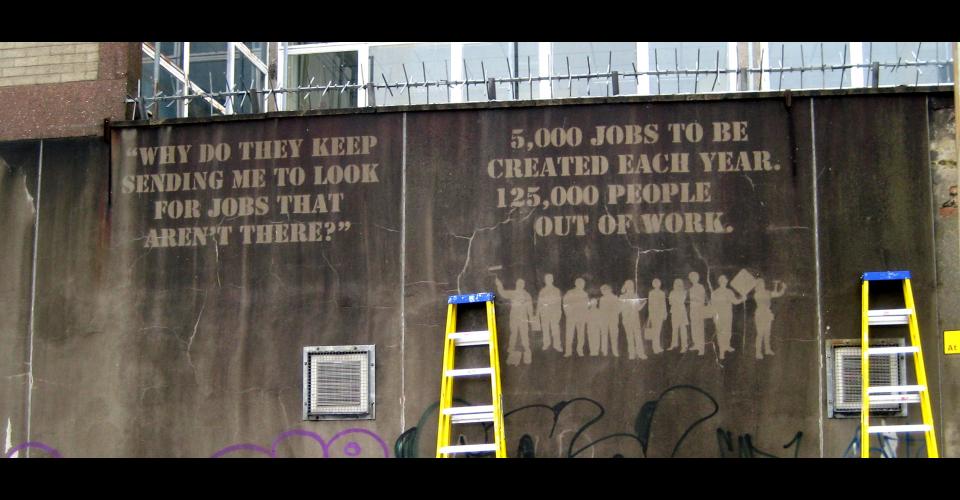 “WHY DO THEY KEEP
SENDING ME TO LOOK
FOR JOBS THAT
AREN’T THERE?”
5,000 JOBS TO BE
CREATED EACH YEAR.
125,000 PEOPLE
OUT OF WORK.
At